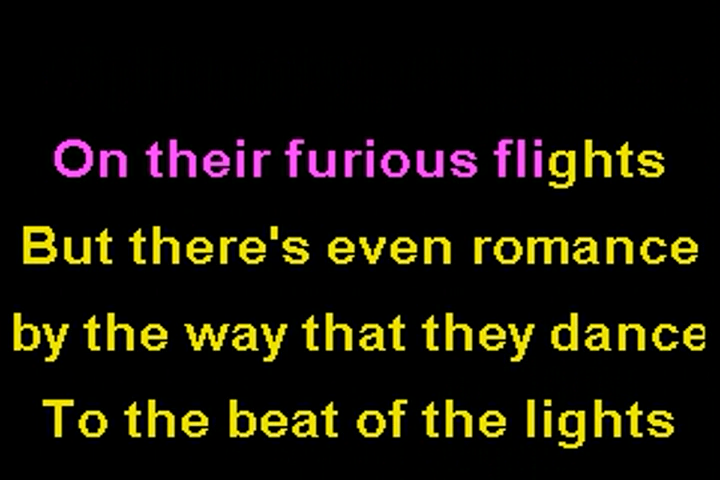 On their furious flights
But there's even romance
by the way that they dance
To the beat of the lights